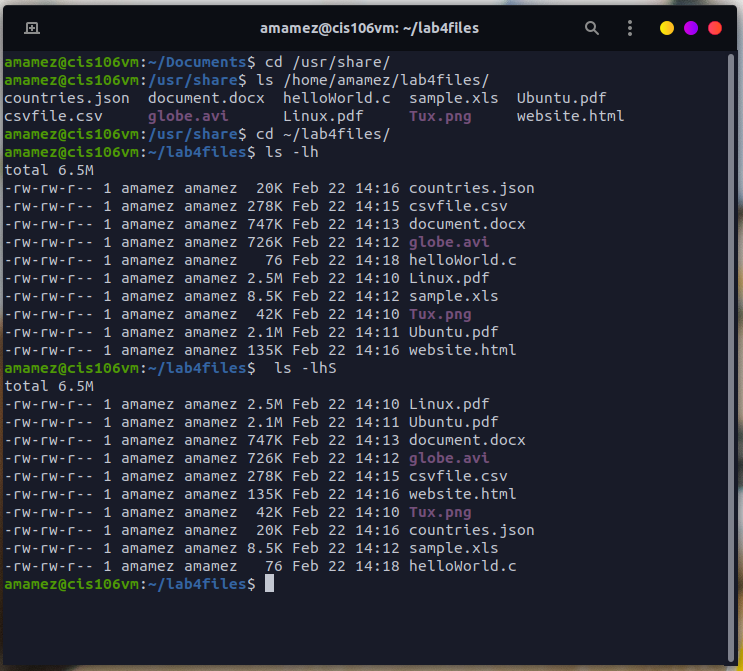 amamez@cis106vm: ~/lab4files
amamez@cis106vm:~/Documents$ cd /usr/share/
amamez@cis106vm:/usr/share$ ls /home/amamez/lab4files/
countries.json  document.docx  helloWorld.c  sample.xls  Ubuntu.pdf
csvfile.csv     globe.avi      Linux.pdf     Tux.png     website.html
amamez@cis106vm:/usr/share$ cd ~/lab4files/
amamez@cis106vm:~/lab4files$ ls -lh
total 6.5M
-rw-rw-r-- 1 amamez amamez  20K Feb 22 14:16 countries.json
-rw-rw-r-- 1 amamez amamez 278K Feb 22 14:15 csvfile.csv
-rw-rw-r-- 1 amamez amamez 747K Feb 22 14:13 document.docx
-rw-rw-r-- 1 amamez amamez 726K Feb 22 14:12 globe.avi
-rw-rw-r-- 1 amamez amamez   76 Feb 22 14:18 helloWorld.c
-rw-rw-r-- 1 amamez amamez 2.5M Feb 22 14:10 Linux.pdf
-rw-rw-r-- 1 amamez amamez 8.5K Feb 22 14:12 sample.xls
-rw-rw-r-- 1 amamez amamez  42K Feb 22 14:10 Tux.png
-rw-rw-r-- 1 amamez amamez 2.1M Feb 22 14:11 Ubuntu.pdf
-rw-rw-r-- 1 amamez amamez 135K Feb 22 14:16 website.html
amamez@cis106vm:~/lab4files$  ls -lhS
total 6.5M
-rw-rw-r-- 1 amamez amamez 2.5M Feb 22 14:10 Linux.pdf
-rw-rw-r-- 1 amamez amamez 2.1M Feb 22 14:11 Ubuntu.pdf
-rw-rw-r-- 1 amamez amamez 747K Feb 22 14:13 document.docx
-rw-rw-r-- 1 amamez amamez 726K Feb 22 14:12 globe.avi
-rw-rw-r-- 1 amamez amamez 278K Feb 22 14:15 csvfile.csv
-rw-rw-r-- 1 amamez amamez 135K Feb 22 14:16 website.html
-rw-rw-r-- 1 amamez amamez  42K Feb 22 14:10 Tux.png
-rw-rw-r-- 1 amamez amamez  20K Feb 22 14:16 countries.json
-rw-rw-r-- 1 amamez amamez 8.5K Feb 22 14:12 sample.xls
-rw-rw-r-- 1 amamez amamez   76 Feb 22 14:18 helloWorld.c
amamez@cis106vm:~/lab4files$